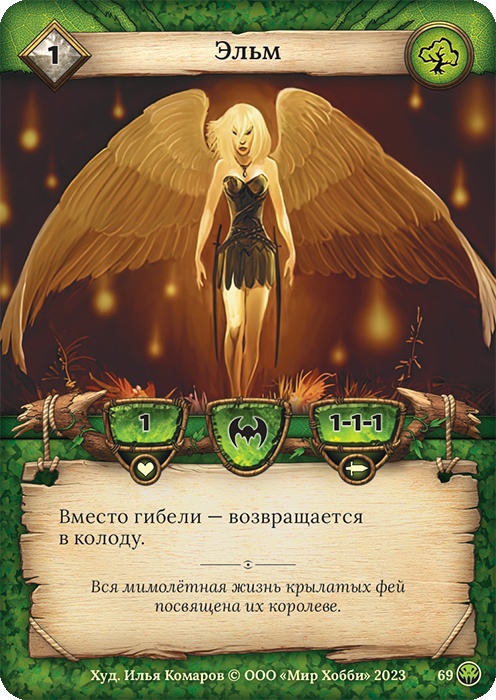 1
Эльм
1
1-1-1
Вместо гибели — возвращается
в колоду.
Вся мимолётная жизнь крылатых фей
посвящена их королеве.
Худ. Илья Комаров © ООО «Мир Хобби» 2023
69